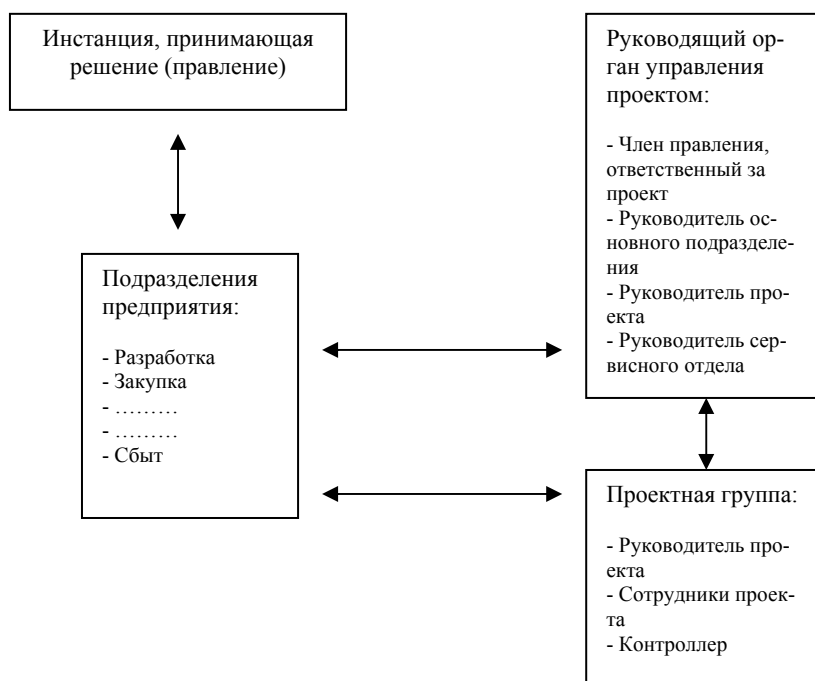 Инстанция, принимающая
решение (правление)
Руководящий ор-
ган управления
проектом:
- Член правления,
ответственный за
проект
- Руководитель ос-
новного подразделе-
ния
- Руководитель про-
екта
- Руководитель сер-
висного отдела
Подразделения
предприятия:
- Разработка
- Закупка
- ………
- ………
- Сбыт
Проектная группа:
- Руководитель про-
екта
- Сотрудники проек-
та
- Контроллер